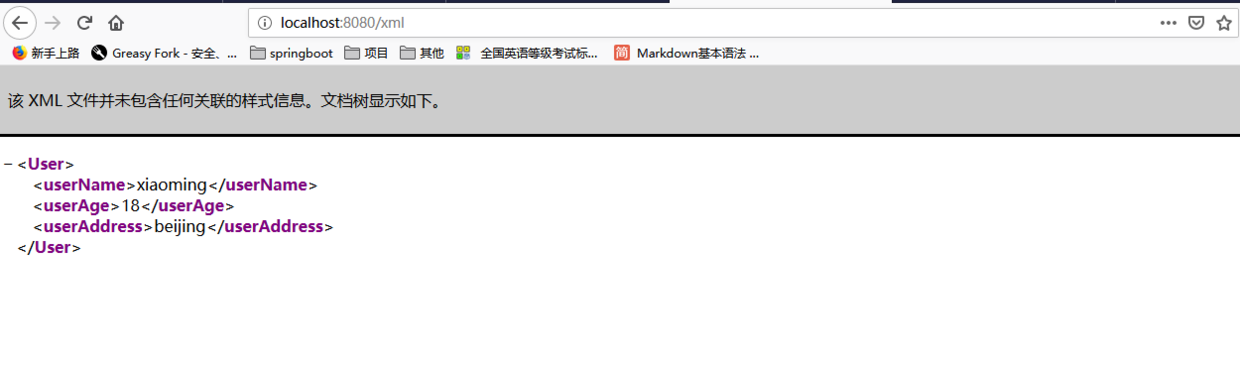 localhost:8080/xml
新手上路 Greasy Fork - 安全、... springboot 项目 其他 全国英语等级考试标... 简 Markdown基本语法 ...
该 XML 文件并未包含任何关联的样式信息。文档树显示如下。
− <User>
<userName>xiaoming</userName>
<userAge>18</userAge>
<userAddress>beijing</userAddress>
</User>